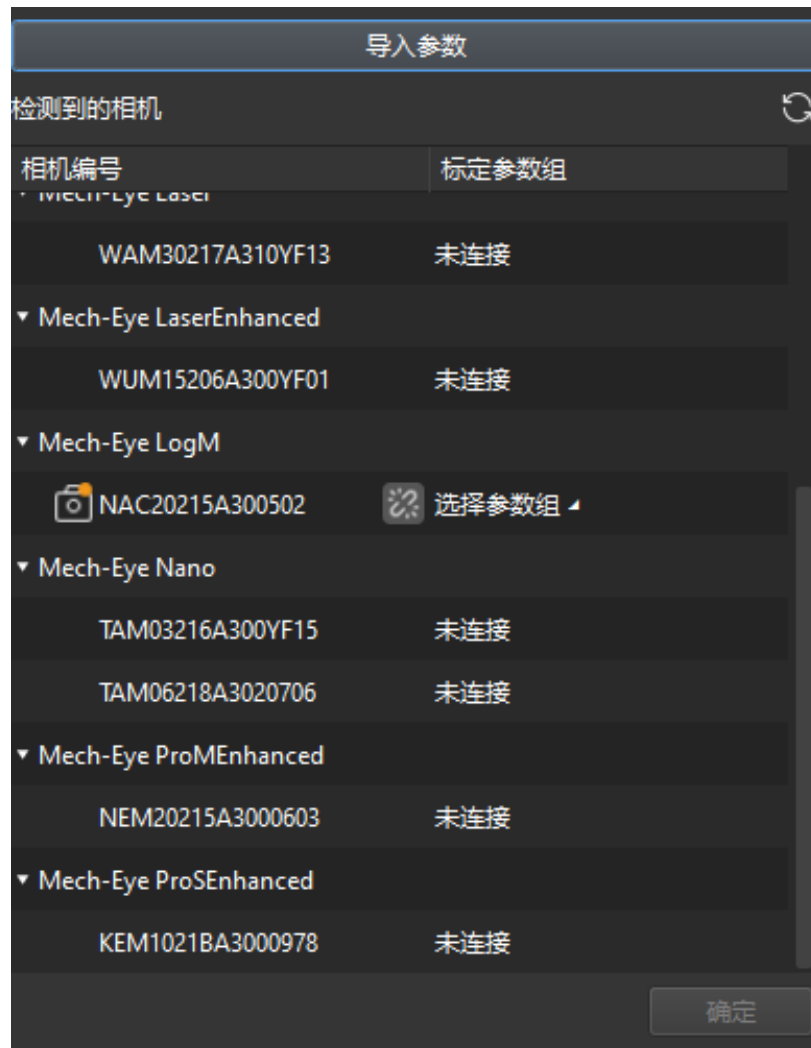 导入参数
检测到的相机
相机编号 标定参数组
Mech-Eye Laser
WAM30217A310YF13 未连接
Mech-Eye LaserEnhanced
WUM15206A300YF01 未连接
Mech-Eye LogM
NAC20215A300502 选择参数组
Mech-Eye Nano
TAM03216A300YF15 未连接
TAM06218A3020706 未连接
Mech-Eye ProMEnhanced
NEM20215A3000603 未连接
Mech-Eye ProSEnhanced
KEM1021BA3000978 未连接
确定